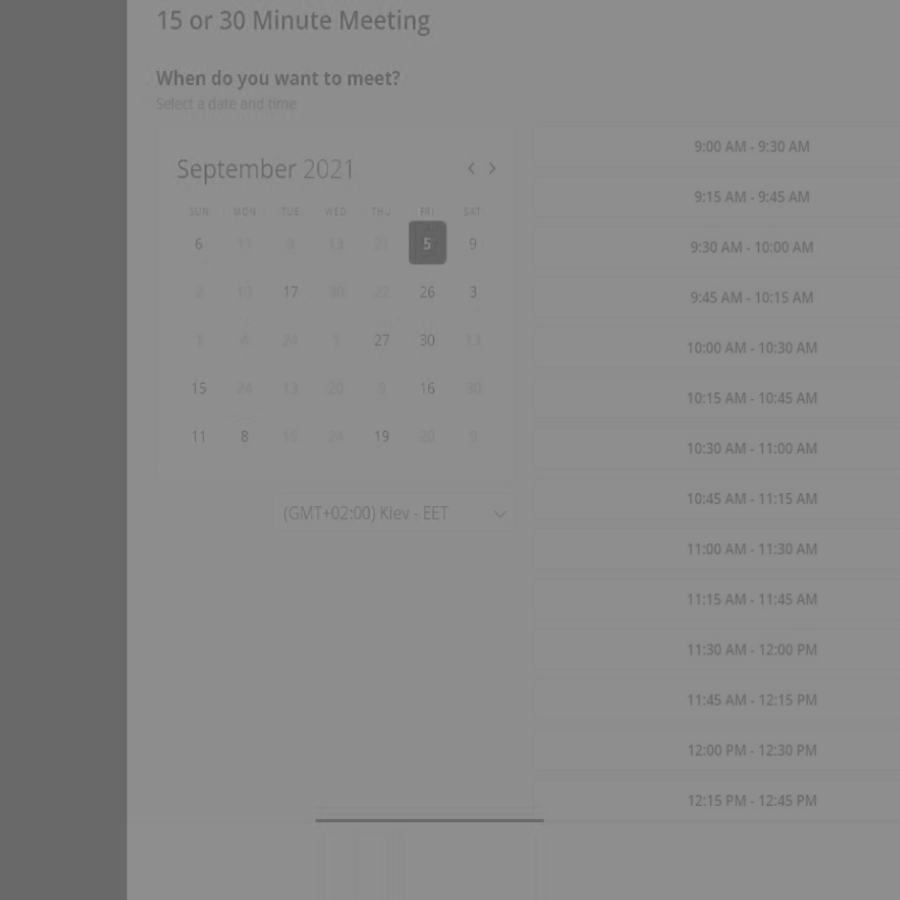 15 or 30 Minute Meeting
When do you want to meet?
Select a date and time
September 2021
SUN MON TUE WED THU FRI SAT
6 11 13 21 5 9
2 10 17 30 22 26 3
1 4 24 1 27 30 13
15 24 13 20 9 16 30
11 8 19 24 19 20 9
(GMT+02:00) Kiev - EET
9:00 AM - 9:30 AM
9:15 AM - 9:45 AM
9:30 AM - 10:00 AM
9:45 AM - 10:15 AM
10:00 AM - 10:30 AM
10:15 AM - 10:45 AM
10:30 AM - 11:00 AM
10:45 AM - 11:15 AM
11:00 AM - 11:30 AM
11:15 AM - 11:45 AM
11:30 AM - 12:00 PM
11:45 AM - 12:15 PM
12:00 PM - 12:30 PM
12:15 PM - 12:45 PM